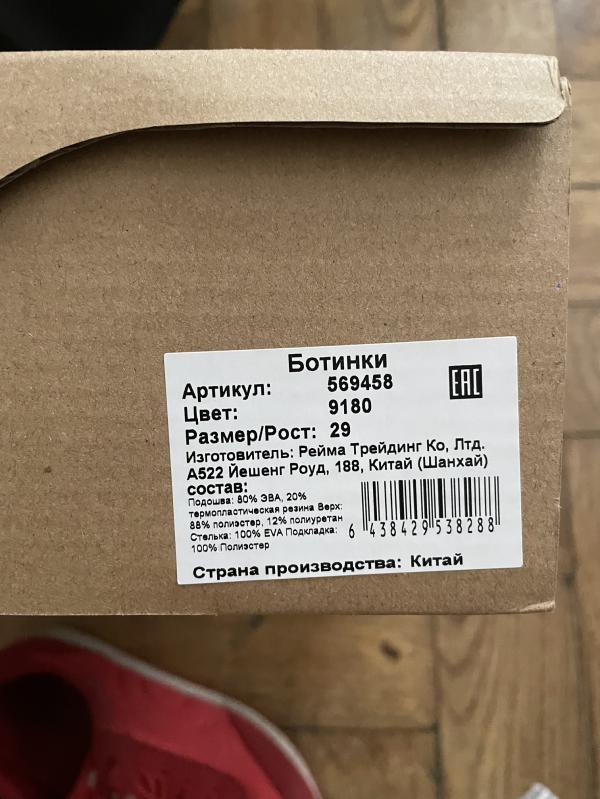 Ботинки
Артикул: 569458
EAC
Цвет: 9180
Размер/Рост: 29
Изготовитель: Рейма Трейдинг Ко, Лтд.
А522 Йешенг Роуд, 188, Китай (Шанхай)
состав:
Подошва: 80% ЭВА, 20%
термопластическая резина Верх:
88% полиэстер, 12% полиуретан
Стелька: 100% EVA Подкладка:
100% Полиэстер
6 438429 538288
Страна производства: Китай